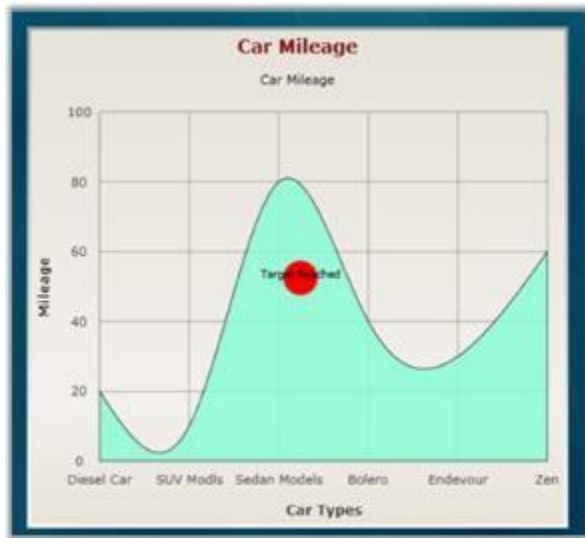 Car Mileage
Car Mileage
100
80
60
40
20
0
Mileage
Target Reached
Diesel Car SUV Modls Sedan Models Bolero Endevour Zen
Car Types